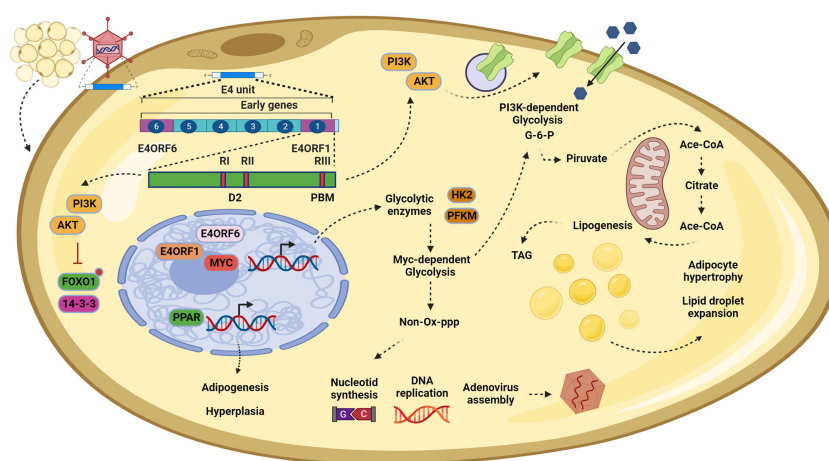 E4 unit
Early genes
6 5 4 3 2 1
E4ORF6 E4ORF1
RI RII RIII
D2 PBM
PI3K
AKT
FOXO1
14-3-3
PI3K
AKT
E4ORF6
E4ORF1
MYC
PPAR
Adipogenesis
Hyperplasia
Glycolytic
enzymes
HK2
PFKM
Myc-dependent
Glycolysis
Non-Ox-ppp
Nucleotid
synthesis
G C
DNA
replication
Adenovirus
assembly
PI3K-dependent
Glycolysis
G-6-P
Piruvate
Ace-CoA
Citrate
Ace-CoA
Lipogenesis
TAG
Adipocyte
hypertrophy
Lipid droplet
expansion